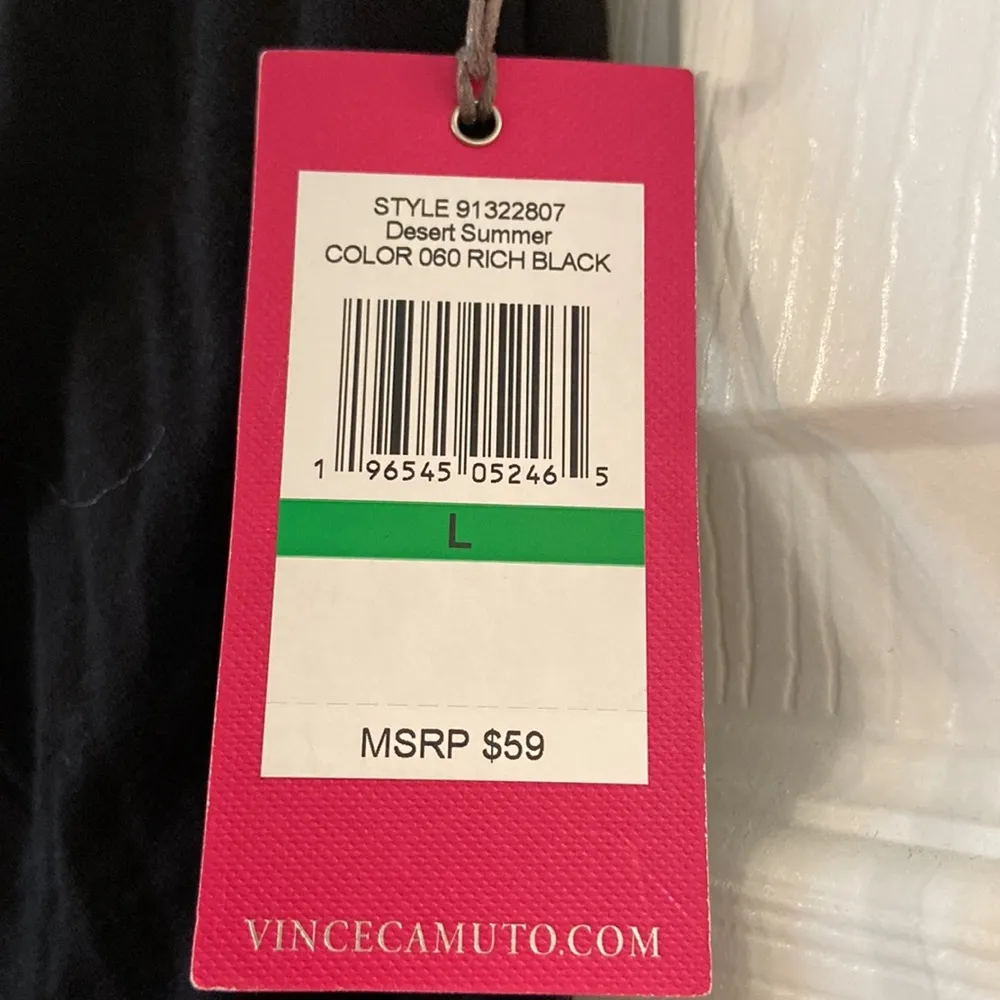 STYLE 91322807
Desert Summer
COLOR 060 RICH BLACK
1 96545 05246 5
L
MSRP $59
VINCECAMUTO.COM